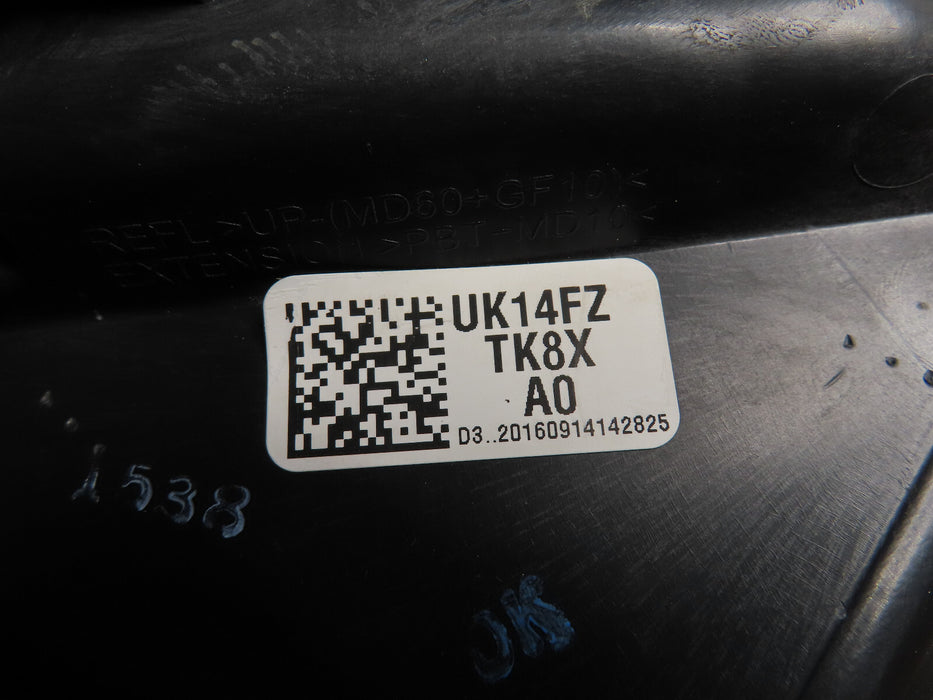 REFL >UP-(MD60+GF10)<
EXTENSION >PBT-MD10<
UK14FZ
TK8X
A0
D3..20160914142825
1538
OK